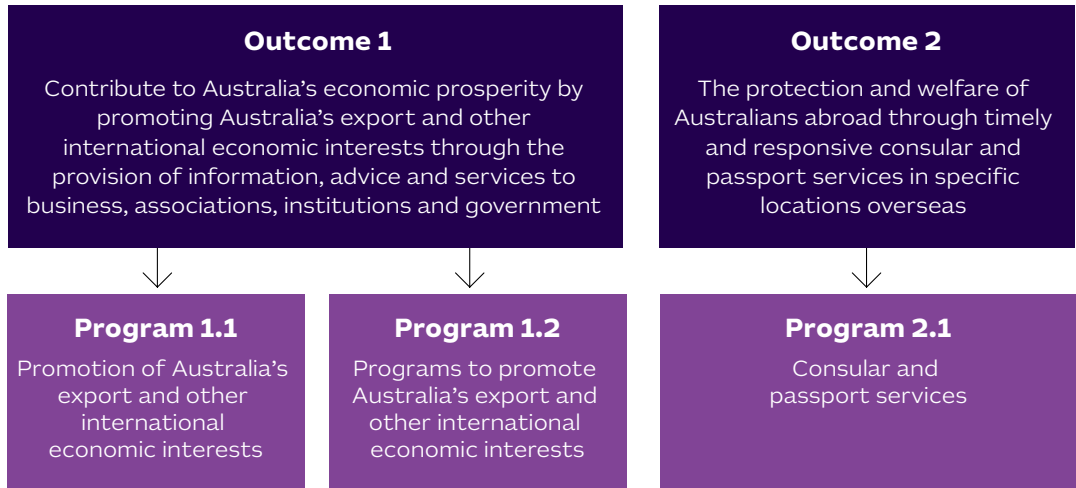 Outcome 1
Contribute to Australia’s economic prosperity by
promoting Australia’s export and other
international economic interests through the
provision of information, advice and services to
business, associations, institutions and government
Outcome 2
The protection and welfare of
Australians abroad through timely
and responsive consular and
passport services in specific
locations overseas
Program 1.1
Promotion of Australia’s
export and other
international
economic interests
Program 1.2
Programs to promote
Australia’s export and
other international
economic interests
Program 2.1
Consular and
passport services